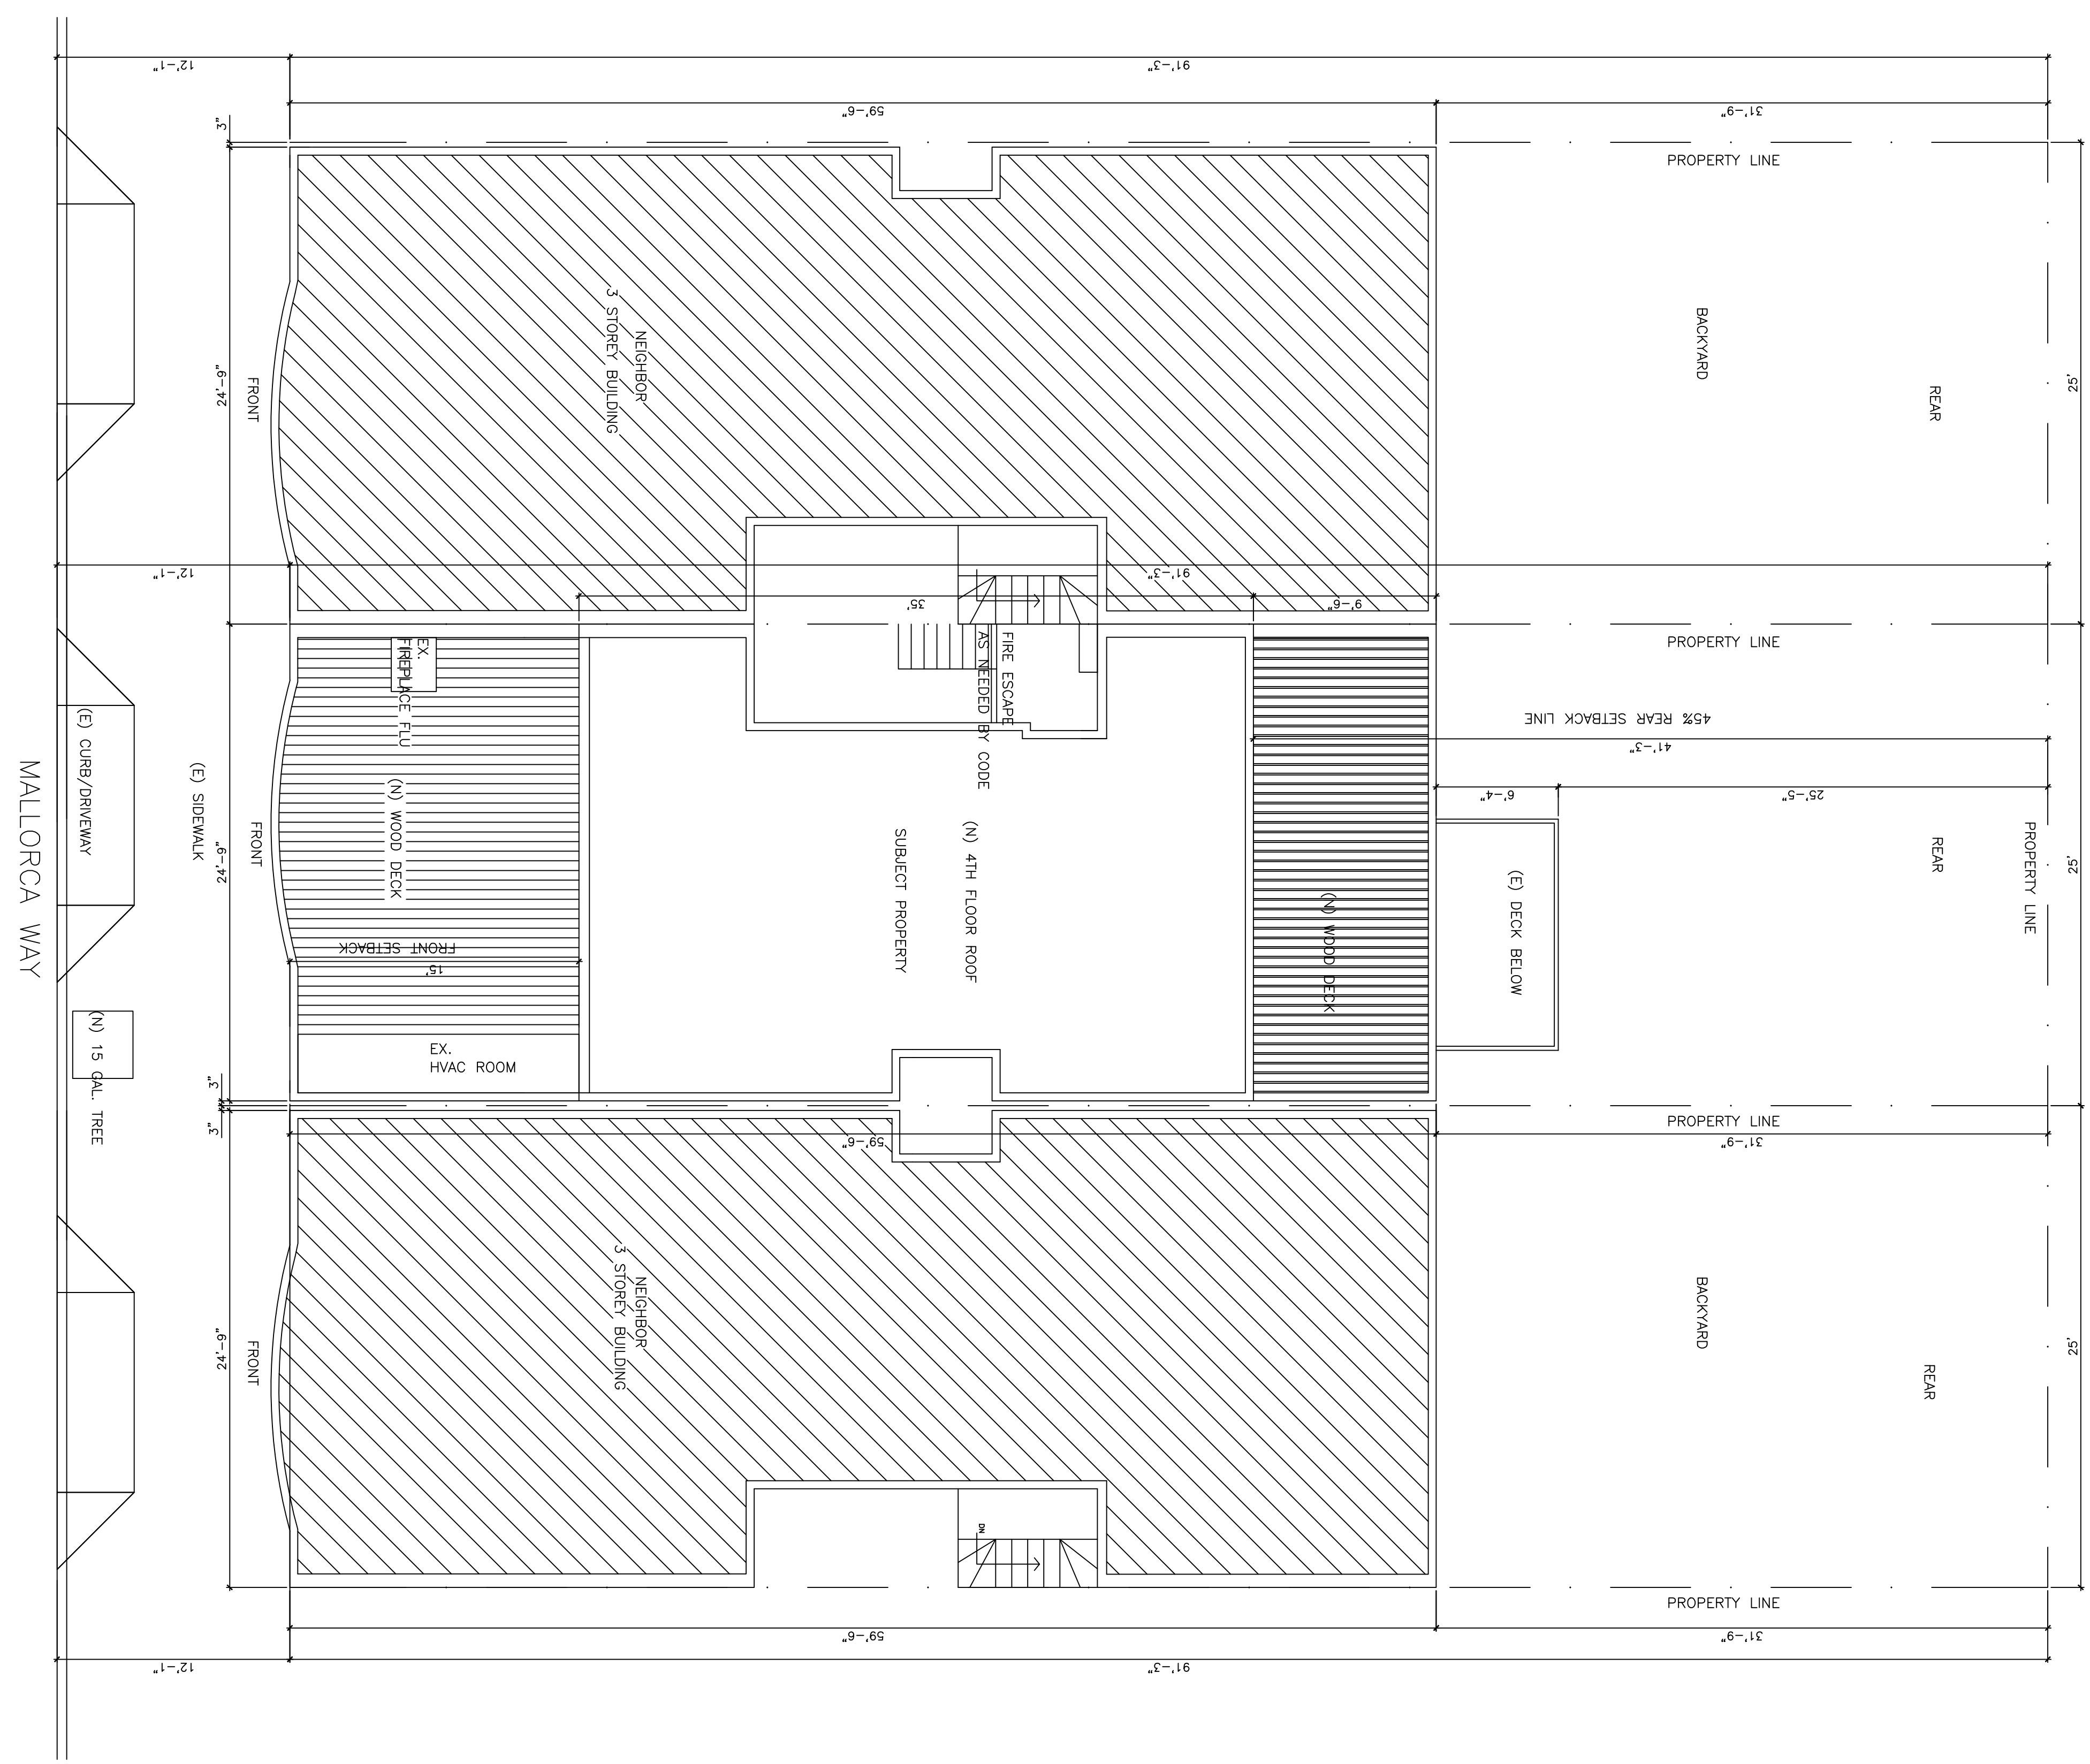 12'-1"
91'-3"
59'-6"
31'-9"
3"
PROPERTY LINE
24'-9"
FRONT
NEIGHBOR
3 STOREY BUILDING
BACKYARD
REAR
25'
12'-1"
91'-3"
35'
9'-6"
PROPERTY LINE
EX.
FIREPLACE FLU
FIRE ESCAPE
AS NEEDED BY CODE
45% REAR SETBACK LINE
41'-3"
6'-4"
25'-5"
MALLORCA WAY
(E) CURB/DRIVEWAY
(E) SIDEWALK
24'-9"
FRONT
(N) WOOD DECK
FRONT SETBACK
15'
(N) 4TH FLOOR ROOF
SUBJECT PROPERTY
(N) WOOD DECK
(E) DECK BELOW
REAR
PROPERTY LINE
25'
(N) 15 GAL. TREE
EX.
HVAC ROOM
3"
3"
PROPERTY LINE
59'-6"
31'-9"
24'-9"
FRONT
NEIGHBOR
3 STOREY BUILDING
BACKYARD
REAR
25'
DN
PROPERTY LINE
59'-6"
31'-9"
12'-1"
91'-3"